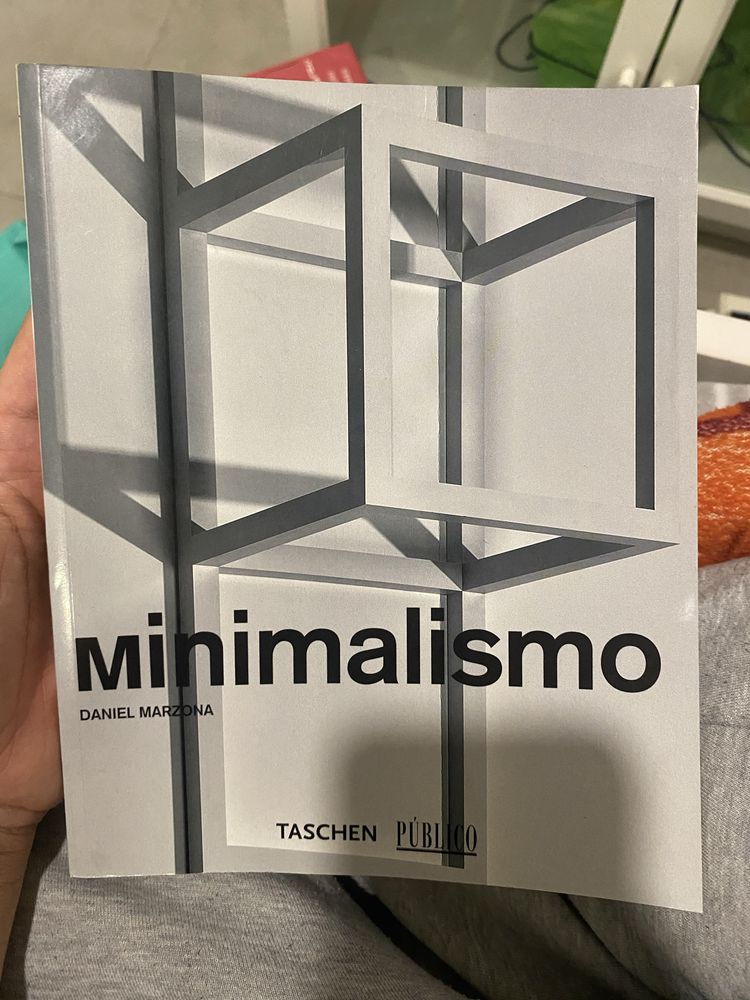 Minimalismo
DANIEL MARZONA
TASCHEN PÚBLICO